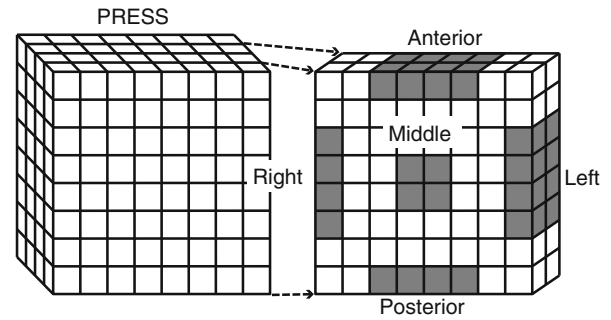 PRESS
Anterior
Middle
Right
Left
Posterior